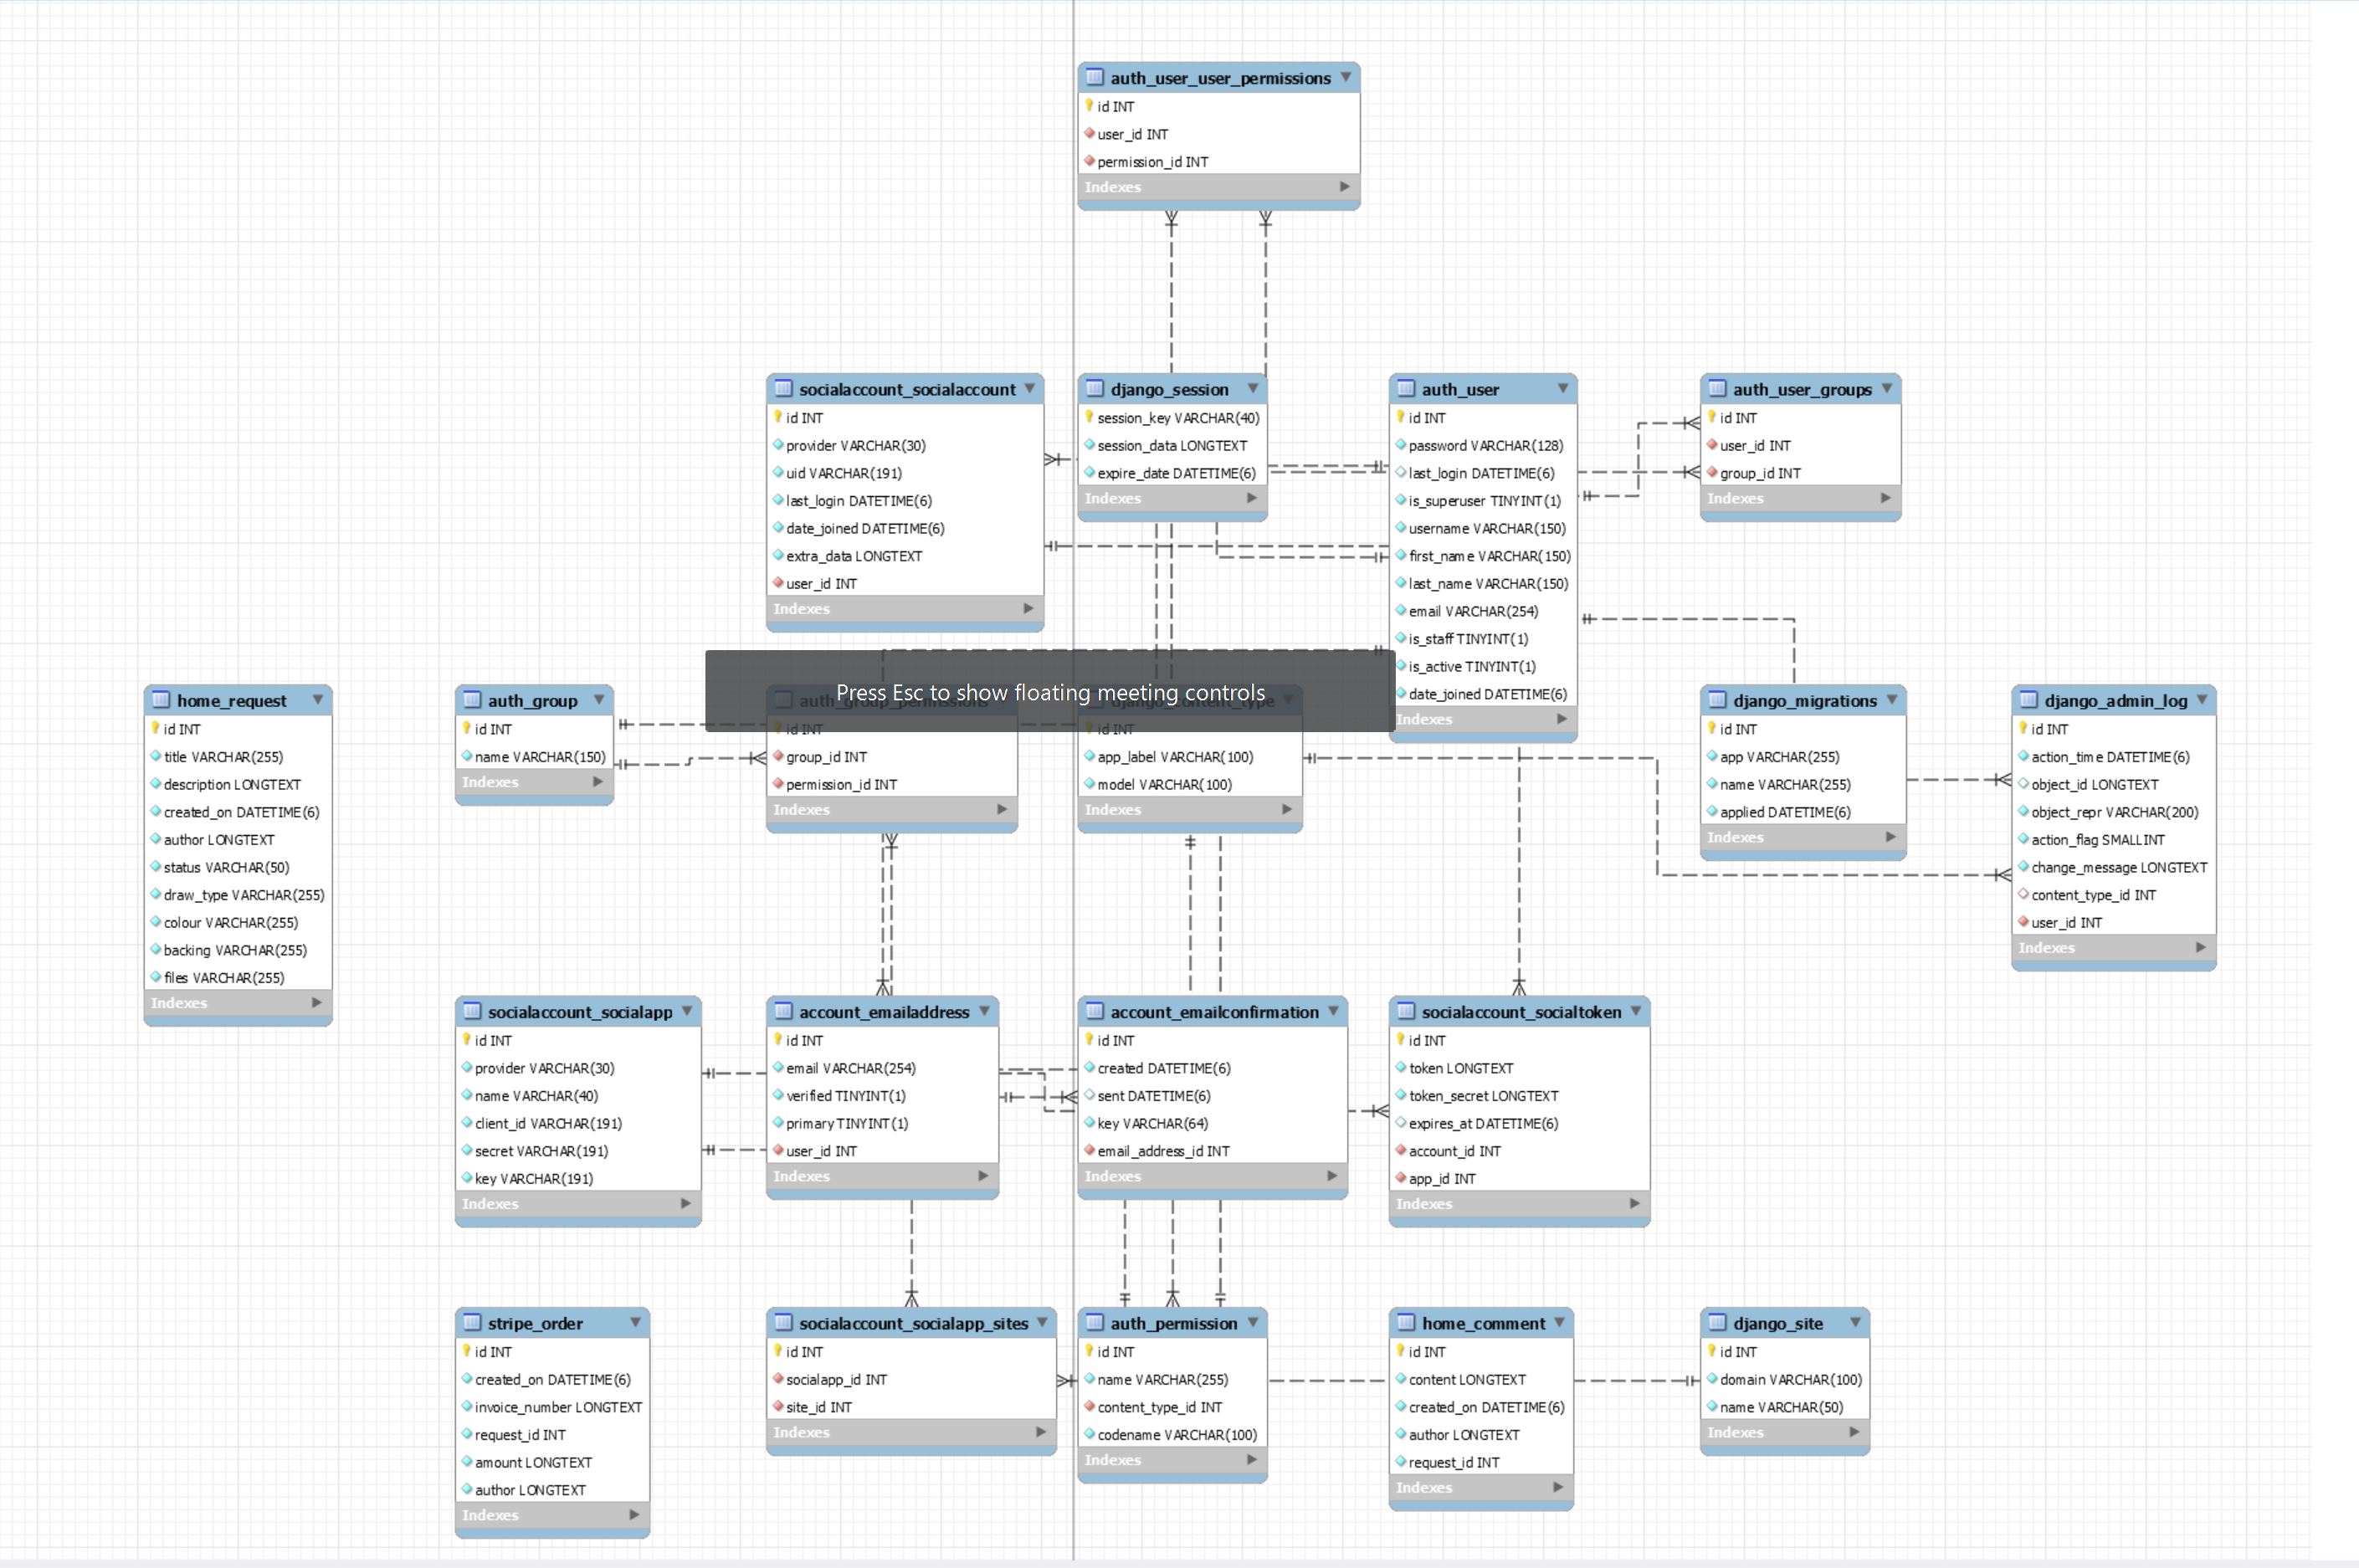 auth_user_user_permissions
id INT
user_id INT
permission_id INT
Indexes
socialaccount_socialaccount
id INT
provider VARCHAR(30)
uid VARCHAR(191)
last_login DATETIME(6)
date_joined DATETIME(6)
extra_data LONGTEXT
user_id INT
Indexes
django_session
session_key VARCHAR(40)
session_data LONGTEXT
expire_date DATETIME(6)
Indexes
auth_user
id INT
password VARCHAR(128)
last_login DATETIME(6)
is_superuser TINYINT(1)
username VARCHAR(150)
first_name VARCHAR(150)
last_name VARCHAR(150)
email VARCHAR(254)
is_staff TINYINT(1)
is_active TINYINT(1)
date_joined DATETIME(6)
Indexes
auth_user_groups
id INT
user_id INT
group_id INT
Indexes
Press Esc to show floating meeting controls
home_request
id INT
title VARCHAR(255)
description LONGTEXT
created_on DATETIME(6)
author LONGTEXT
status VARCHAR(50)
draw_type VARCHAR(255)
colour VARCHAR(255)
backing VARCHAR(255)
files VARCHAR(255)
Indexes
auth_group
id INT
name VARCHAR(150)
Indexes
auth_group_permissions
id INT
group_id INT
permission_id INT
Indexes
django_content_type
id INT
app_label VARCHAR(100)
model VARCHAR(100)
Indexes
django_migrations
id INT
app VARCHAR(255)
name VARCHAR(255)
applied DATETIME(6)
Indexes
django_admin_log
id INT
action_time DATETIME(6)
object_id LONGTEXT
object_repr VARCHAR(200)
action_flag SMALLINT
change_message LONGTEXT
content_type_id INT
user_id INT
Indexes
socialaccount_socialapp
id INT
provider VARCHAR(30)
name VARCHAR(40)
client_id VARCHAR(191)
secret VARCHAR(191)
key VARCHAR(191)
Indexes
account_emailaddress
id INT
email VARCHAR(254)
verified TINYINT(1)
primary TINYINT(1)
user_id INT
Indexes
account_emailconfirmation
id INT
created DATETIME(6)
sent DATETIME(6)
key VARCHAR(64)
email_address_id INT
Indexes
socialaccount_socialtoken
id INT
token LONGTEXT
token_secret LONGTEXT
expires_at DATETIME(6)
account_id INT
app_id INT
Indexes
stripe_order
id INT
created_on DATETIME(6)
invoice_number LONGTEXT
request_id INT
amount LONGTEXT
author LONGTEXT
Indexes
socialaccount_socialapp_sites
id INT
socialapp_id INT
site_id INT
Indexes
auth_permission
id INT
name VARCHAR(255)
content_type_id INT
codename VARCHAR(100)
Indexes
home_comment
id INT
content LONGTEXT
created_on DATETIME(6)
author LONGTEXT
request_id INT
Indexes
django_site
id INT
domain VARCHAR(100)
name VARCHAR(50)
Indexes